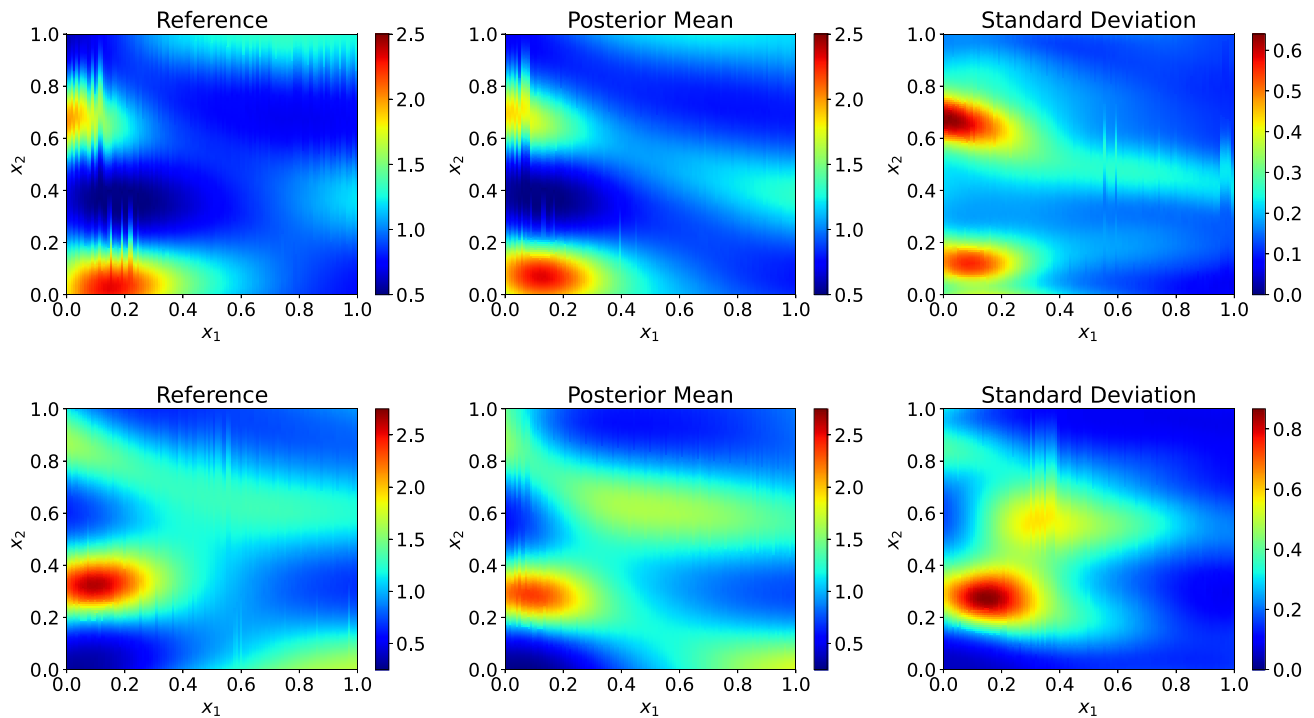 Reference Posterior Mean Standard Deviation
1.0 2.5 1.0 2.5 1.0
0.8 2.0 0.8 2.0 0.8 0.6
0.6 0.6 0.6 0.5
x₂ 1.5 x₂ 1.5 x₂ 0.4
0.4 0.4 0.4 0.3
0.2 1.0 0.2 1.0 0.2 0.2
0.1
0.0 0.5 0.0 0.5 0.0 0.0
0.0 0.2 0.4 0.6 0.8 1.0 0.0 0.2 0.4 0.6 0.8 1.0 0.0 0.2 0.4 0.6 0.8 1.0
x₁ x₁ x₁
Reference Posterior Mean Standard Deviation
1.0 1.0 1.0
0.8 2.5 0.8 2.5 0.8 0.8
0.6 2.0 0.6 2.0 0.6 0.6
x₂ 1.5 x₂ 1.5 x₂
0.4 0.4 0.4 0.4
0.2 1.0 0.2 1.0 0.2 0.2
0.5 0.5
0.0 0.0 0.0 0.0
0.0 0.2 0.4 0.6 0.8 1.0 0.0 0.2 0.4 0.6 0.8 1.0 0.0 0.2 0.4 0.6 0.8 1.0
x₁ x₁ x₁